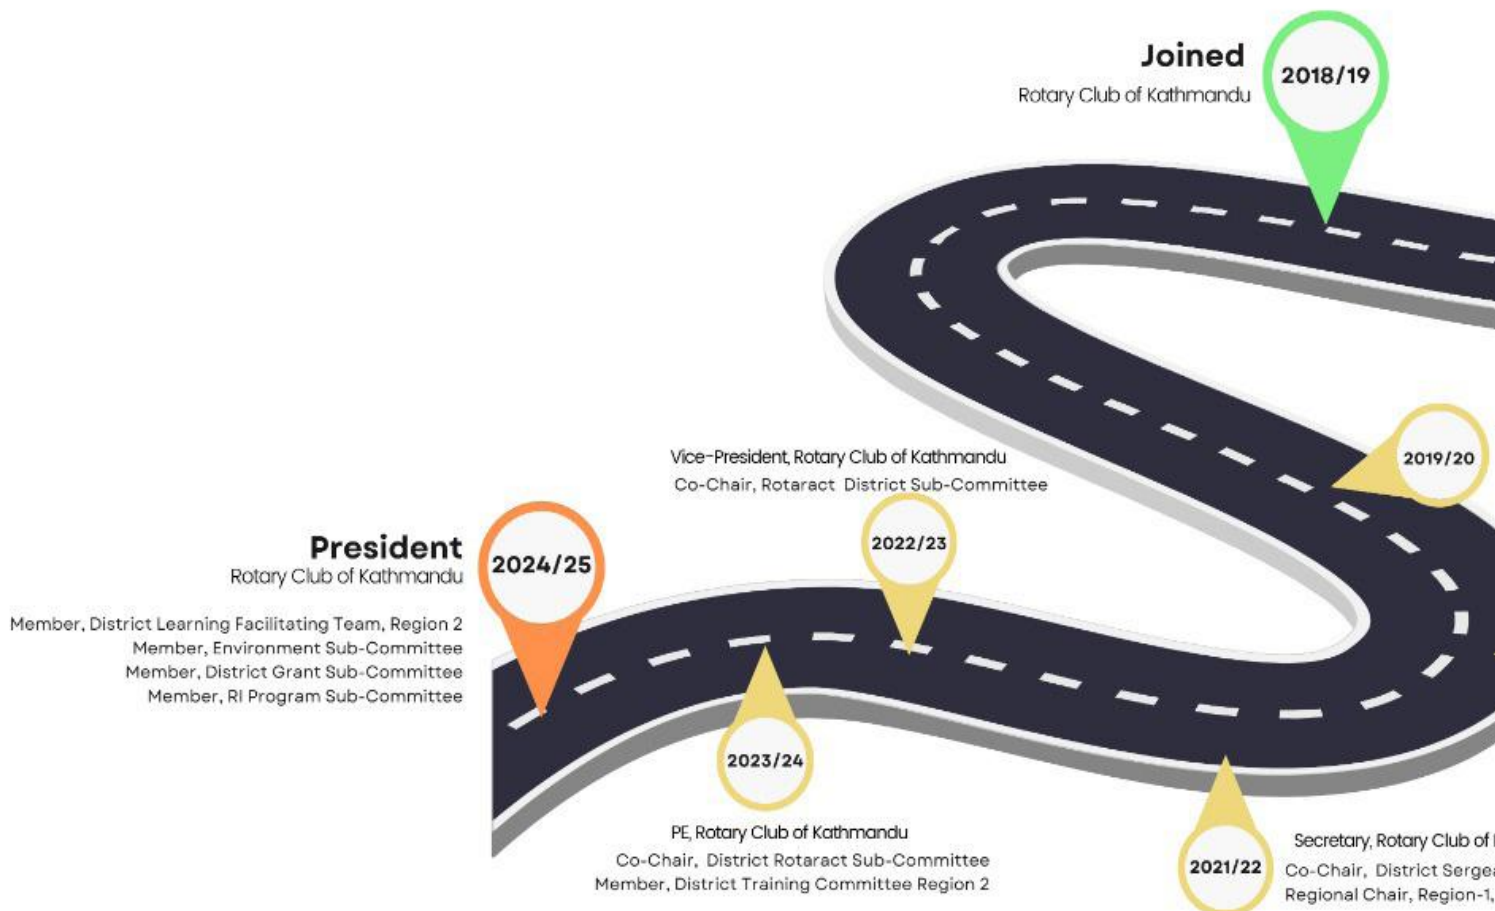 Joined
Rotary Club of Kathmandu
2018/19
2019/20
Vice-President, Rotary Club of Kathmandu
Co-Chair, Rotaract District Sub-Committee
2022/23
President
Rotary Club of Kathmandu
2024/25
Member, District Learning Facilitating Team, Region 2
Member, Environment Sub-Committee
Member, District Grant Sub-Committee
Member, RI Program Sub-Committee
2023/24
PE, Rotary Club of Kathmandu
Co-Chair, District Rotaract Sub-Committee
Member, District Training Committee Region 2
2021/22
Secretary, Rotary Club of
Co-Chair, District
Regional Chair, Region-1,